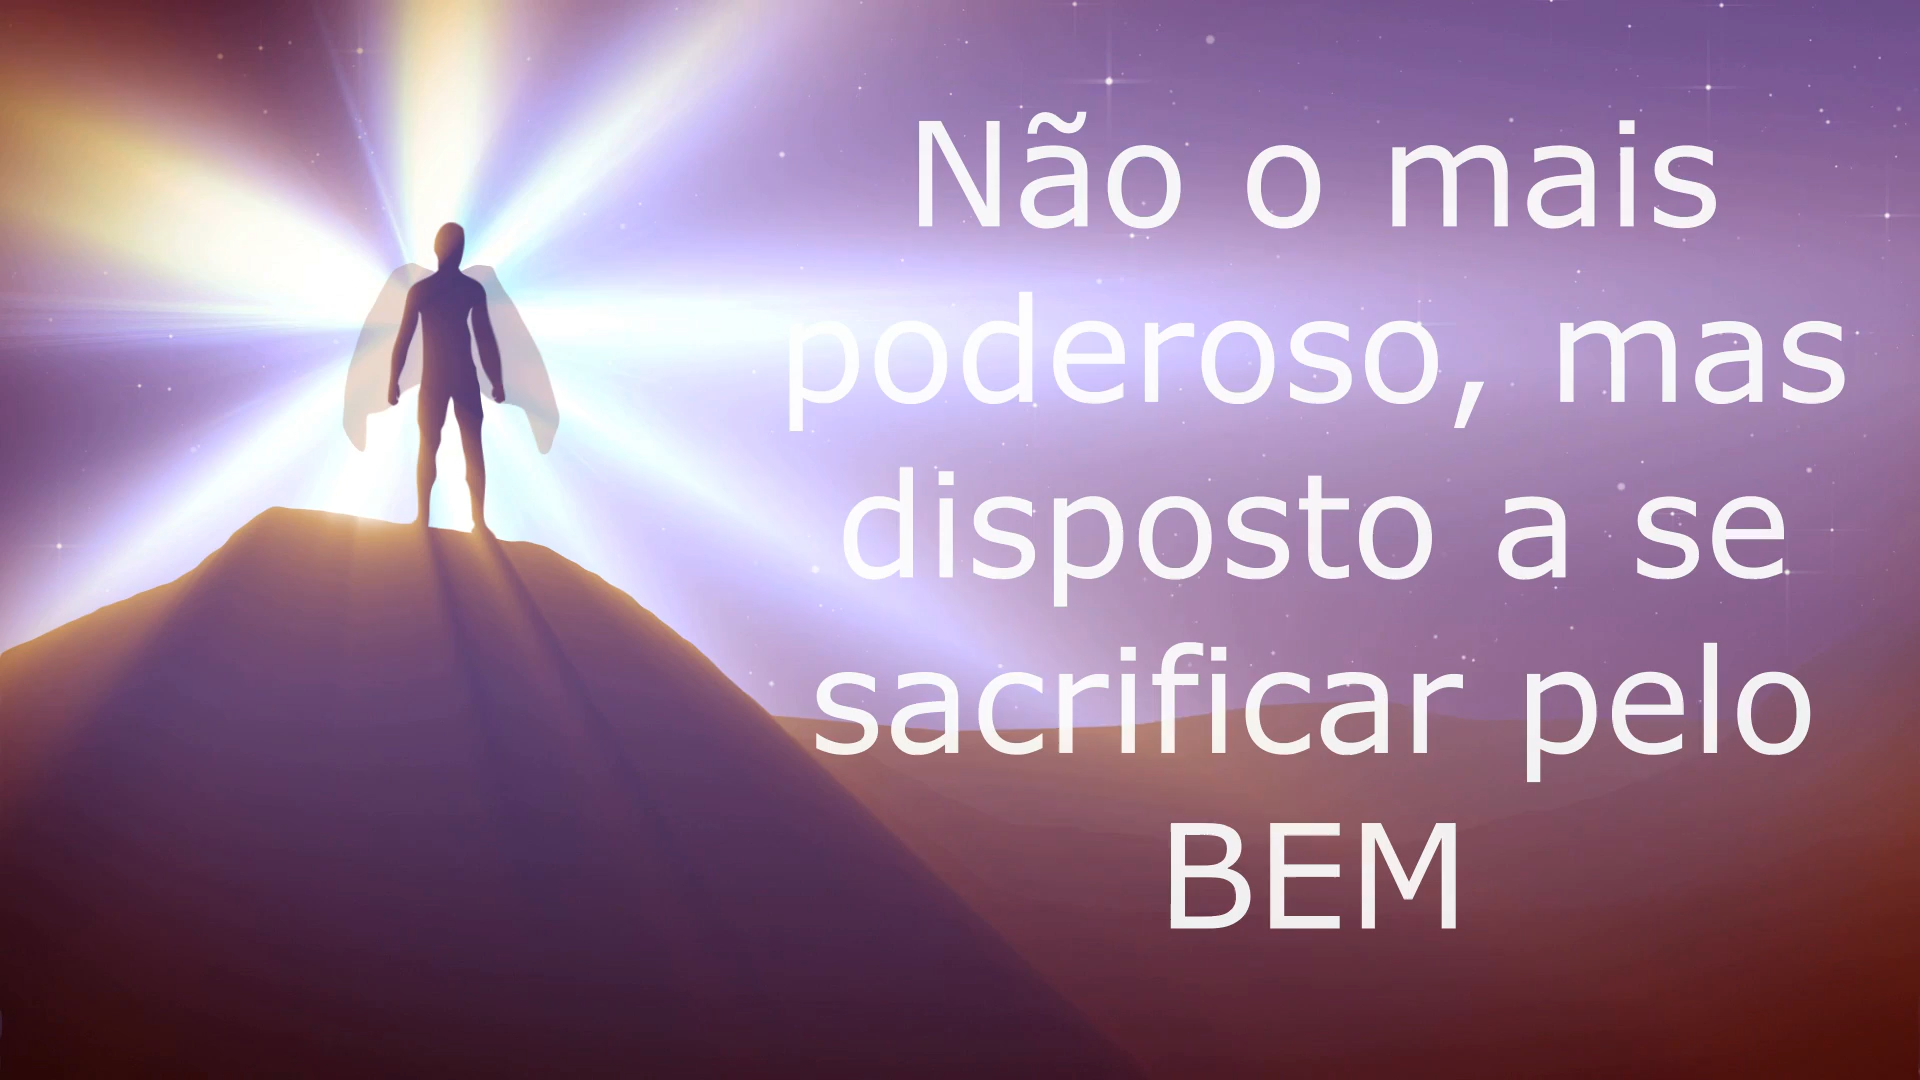 Não o mais
poderoso, mas
disposto a se
sacrificar pelo
BEM